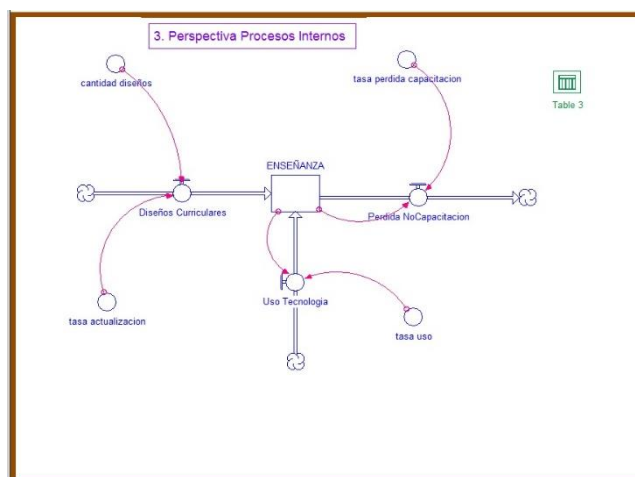 3. Perspectiva Procesos Internos
cantidad diseños
tasa perdida capacitacion
Table 3
ENSEÑANZA
Diseños Curriculares
Perdida NoCapacitacion
tasa actualizacion
Uso Tecnologia
tasa uso